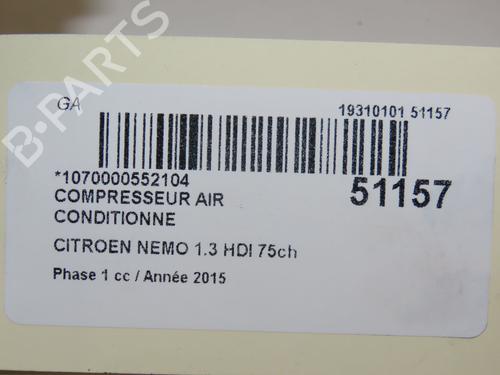 B-PARTS
GA
19310101 51157
*1070000552104
51157
COMPRESSEUR AIR
CONDITIONNE
CITROEN NEMO 1.3 HDI 75ch
Phase 1 cc / Année 2015